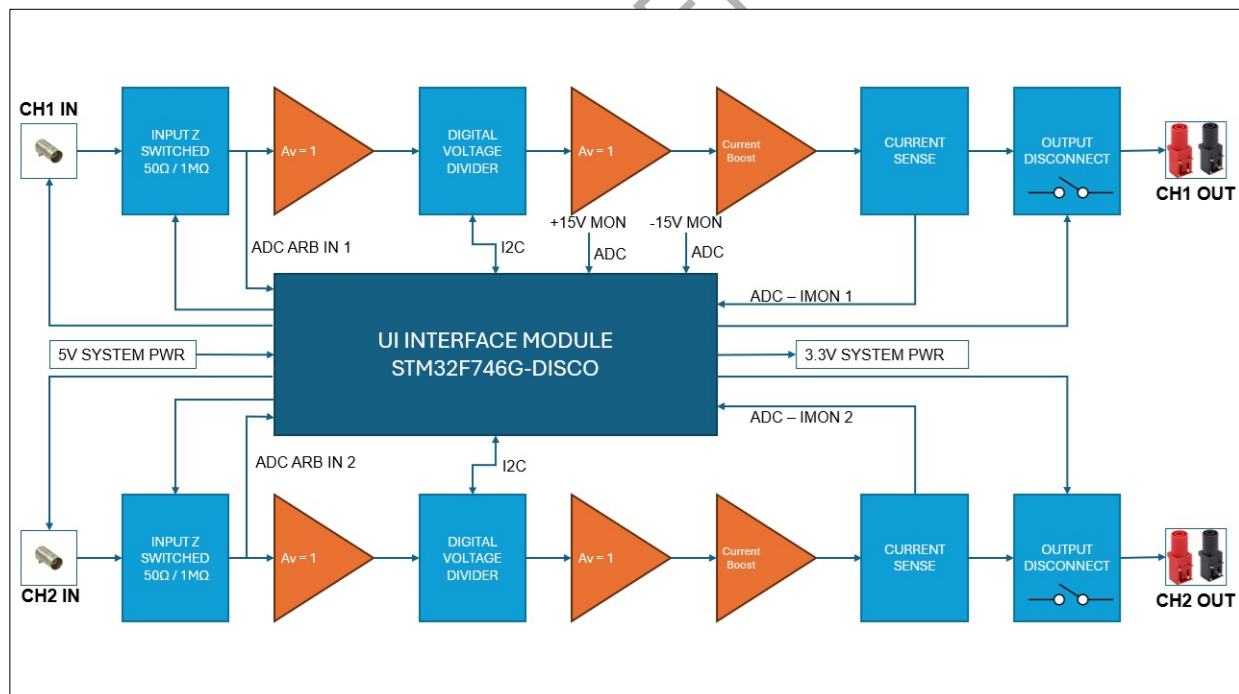 CH1 IN
INPUT Z
SWITCHED
50Ω / 1MΩ
Av = 1
DIGITAL
VOLTAGE
DIVIDER
Av = 1
Current
Boost
CURRENT
SENSE
OUTPUT
DISCONNECT
CH1 OUT
ADC ARB IN 1
I2C
+15V MON
ADC
-15V MON
ADC
ADC – IMON 1
UI INTERFACE MODULE
STM32F746G-DISCO
5V SYSTEM PWR
3.3V SYSTEM PWR
ADC – IMON 2
ADC ARB IN 2
I2C
CH2 IN
INPUT Z
SWITCHED
50Ω / 1MΩ
Av = 1
DIGITAL
VOLTAGE
DIVIDER
Av = 1
Current
Boost
CURRENT
SENSE
OUTPUT
DISCONNECT
CH2 OUT